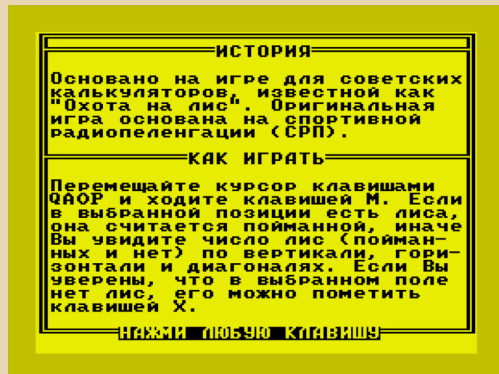 ИСТОРИЯ
Основано на игре для советских
калькуляторов, известной как
"Охота на лис". Оригинальная
игра основана на спортивной
радиопеленгации (СРП).
КАК ИГРАТЬ
Перемещайте курсор клавишами
QAOP и ходите клавишей M. Если
в выбранной позиции есть лиса,
она считается пойманной, иначе
Вы увидите число лис (пойман-
ных и нет) по вертикали, гори-
зонтали и диагоналях. Если Вы
уверены, что в выбранном поле
нет лис, его можно пометить
клавишей X.
НАЖМИ ЛЮБУЮ КЛАВИШУ